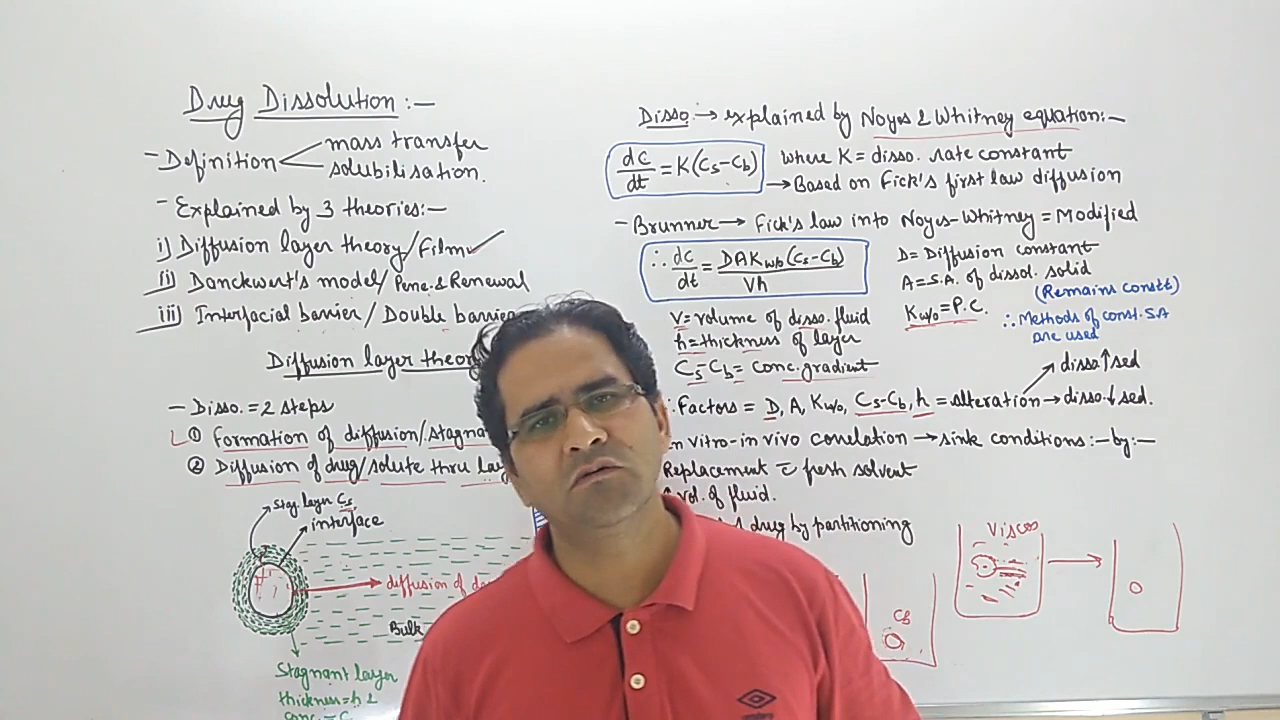 Drug Dissolution :-
- Definition
mass transfer
solubilisation.
- Explained by 3 theories:-
i) Diffusion layer theory/Film ✓
ii) Danckwert's model/ Pene. & Renewal
iii) Interfacial barrier/ Double barrie
Diffusion layer theo
- Disso. = 2 steps
① Formation of diffusion/stagna
② Diffusion of drug/solute thru lay
stag. layer Cs
interface
diffusion of d
Bulk
Stagnant layer
thickness = h &
conc. = C
Disso → explained by Noyes & Whitney equation:-
dc/dt = K(Cs-Cb)
where K = disso. rate constant
→ Based on Fick's first law diffusion
- Brunner → Fick's law into Noyes-Whitney = Modified
∴ dc/dt = DAKw/o (Cs-Cb)/Vh
D = Diffusion constant
A = S.A. of dissol. solid
(Remains constt)
Kw/o = P.C.
∴ Methods of const. SA
are used
V = volume of disso. fluid
h = thickness of layer
Cs-Cb = conc. gradient
Factors = D, A, Kw/o, Cs-Cb, h = alteration → disso. ↓ sed.
disso ↑ sed
n vitro-in vivo correlation → sink conditions:- by:-
Replacement c̄ fresh solvent
vol. of fluid.
drug by partitioning
Viscos
Cb